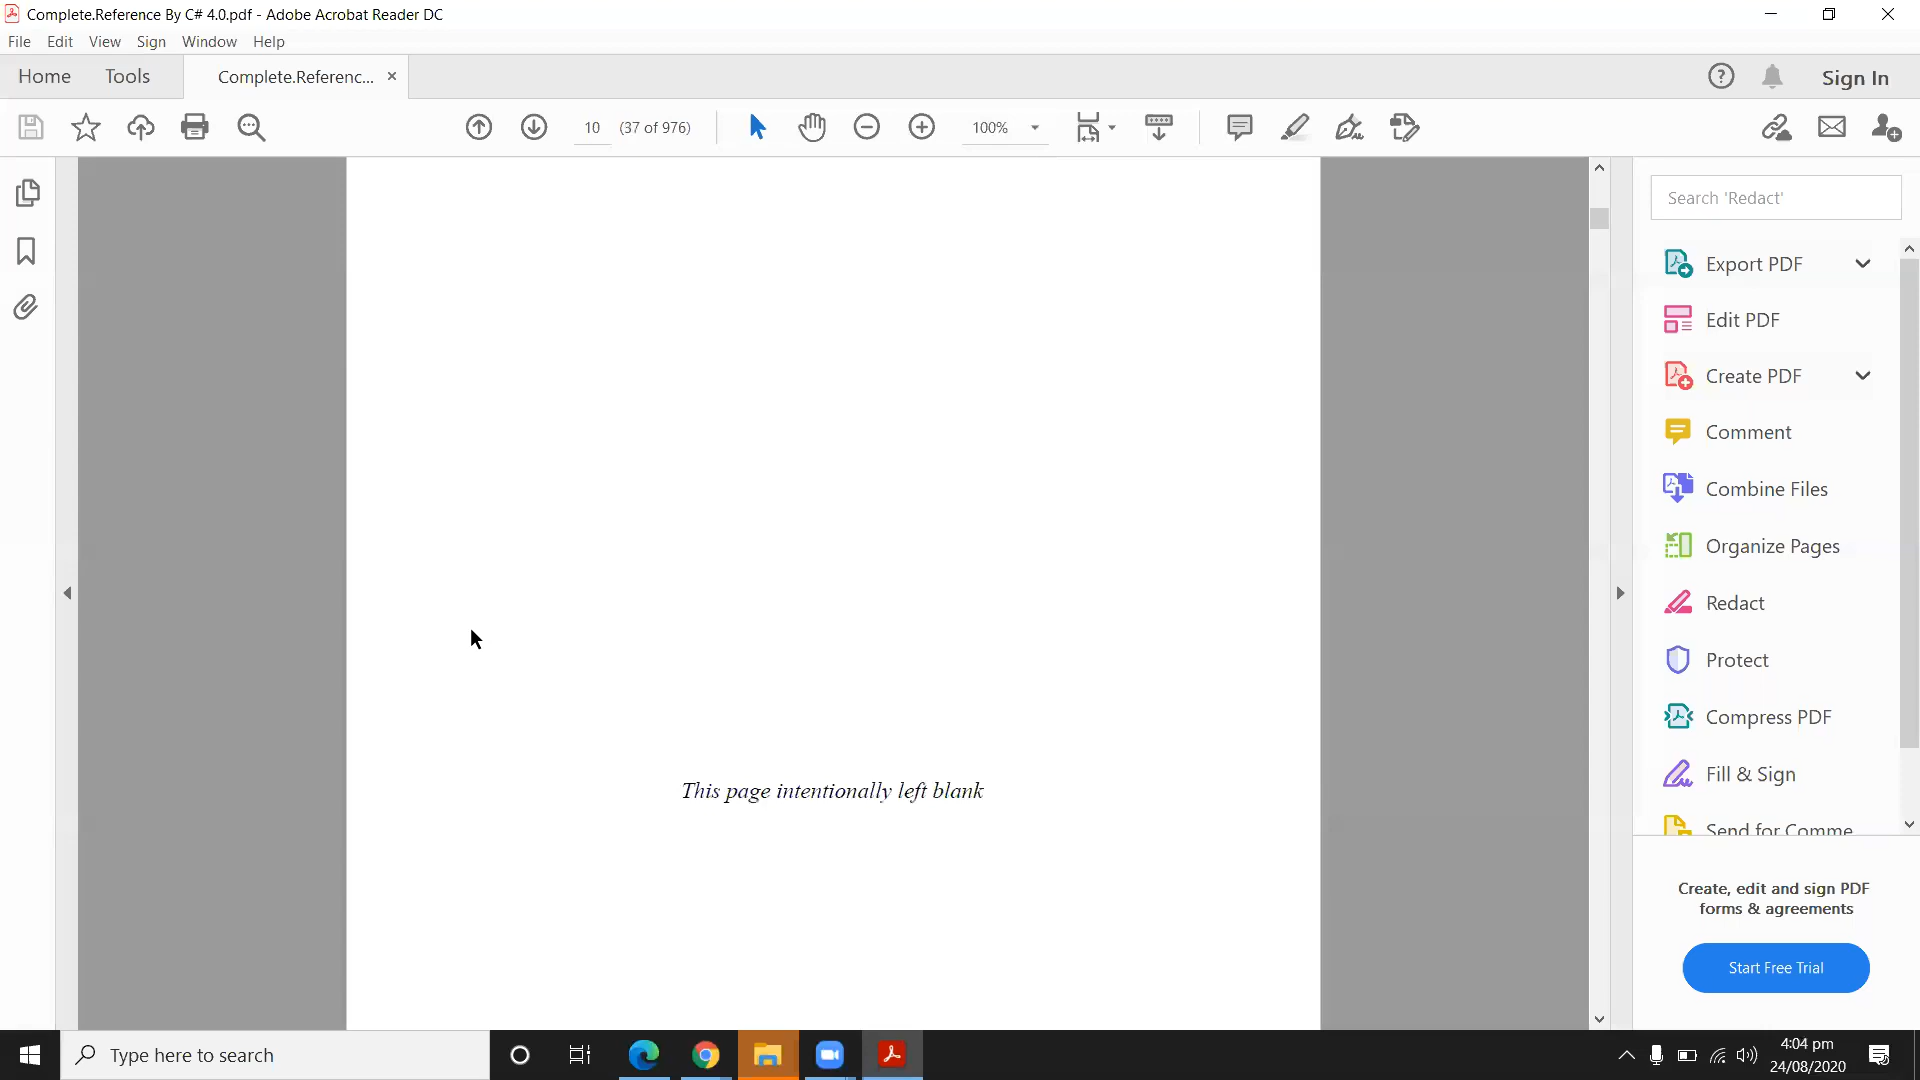 Complete.Reference By C# 4.0.pdf - Adobe Acrobat Reader DC
File Edit View Sign Window Help
Home Tools Complete.Referenc... ×
Sign In
10 (37 of 976)
100%
Search 'Redact'
Export PDF
Edit PDF
Create PDF
Comment
Combine Files
Organize Pages
Redact
Protect
Compress PDF
Fill & Sign
Send for Comme
This page intentionally left blank
Create, edit and sign PDF
forms & agreements
Start Free Trial
Type here to search
4:04 pm
24/08/2020